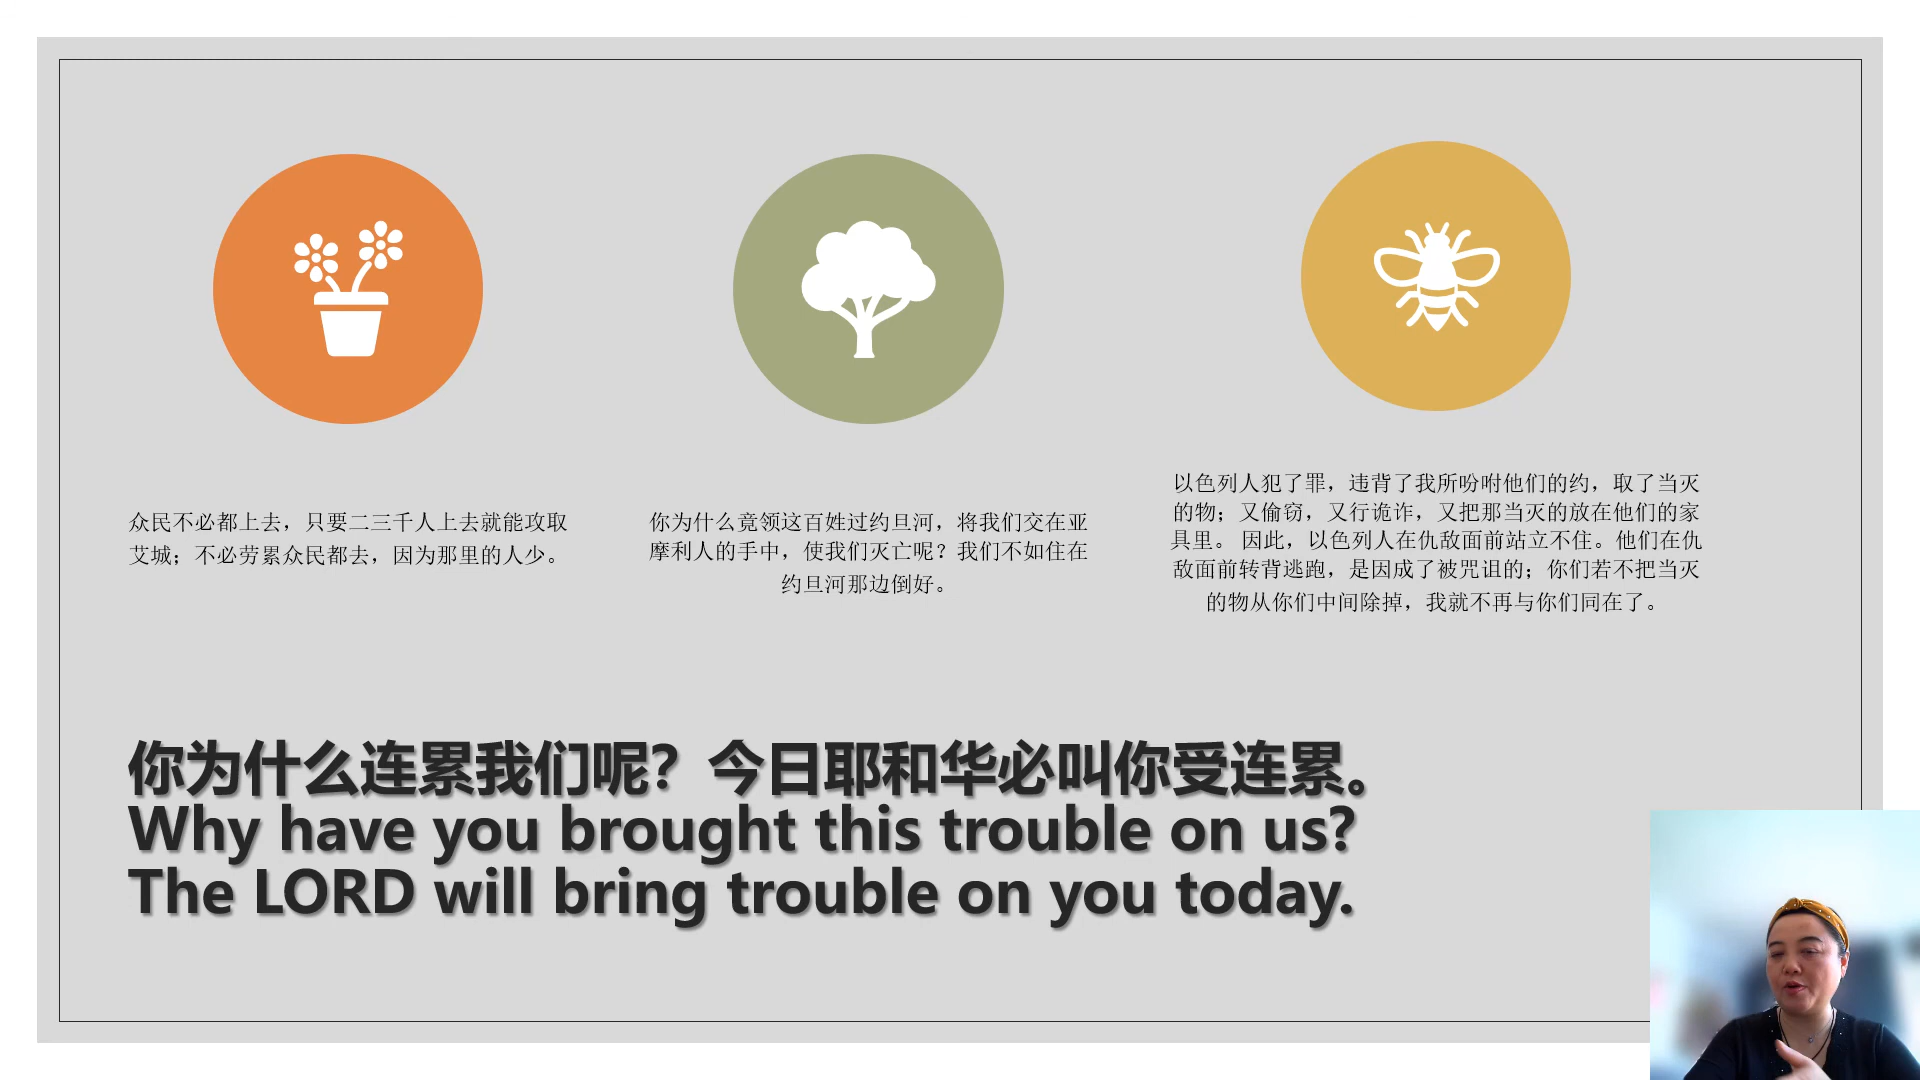 众民不必都上去，只要二三千人上去就能攻取
艾城；不必劳累众民都去，因为那里的人少。
你为什么竟领这百姓过约旦河，将我们交在亚
摩利人的手中，使我们灭亡呢？我们不如住在
约旦河那边倒好。
以色列人犯了罪，违背了我所吩咐他们的约，取了当灭
的物；又偷窃，又行诡诈，又把那当灭的放在他们的家
具里。 因此，以色列人在仇敌面前站立不住。他们在仇
敌面前转背逃跑，是因成了被咒诅的；你们若不把当灭
的物从你们中间除掉，我就不再与你们同在了。
你为什么连累我们呢？今日耶和华必叫你受连累。
Why have you brought this trouble on us?
The LORD will bring trouble on you today.